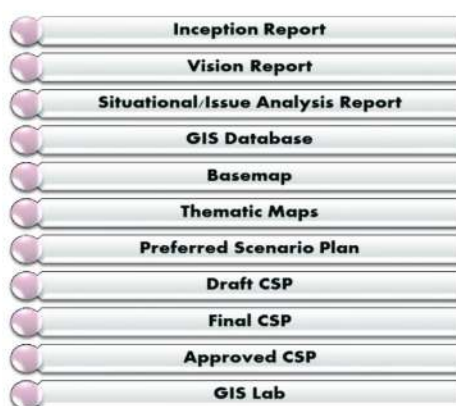 Inception Report
Vision Report
Situational/Issue Analysis Report
GIS Database
Basemap
Thematic Maps
Preferred Scenario Plan
Draft CSP
Final CSP
Approved CSP
GIS Lab